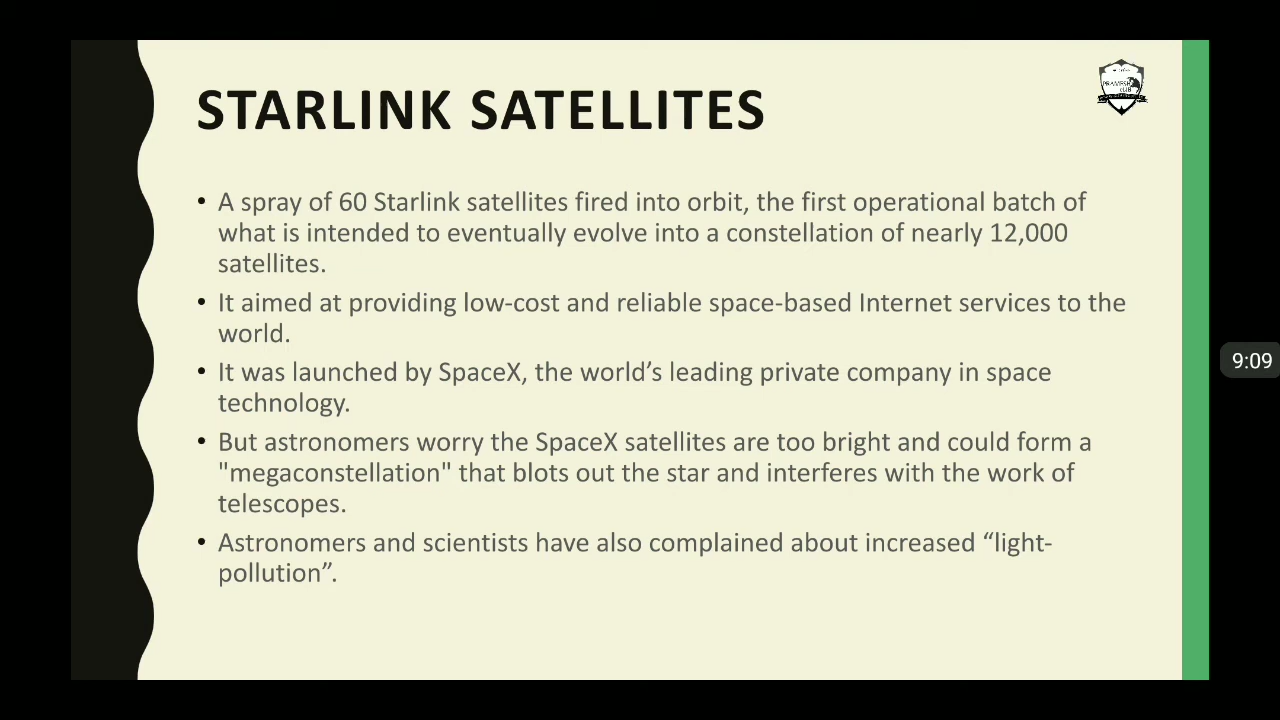 STARLINK SATELLITES
• A spray of 60 Starlink satellites fired into orbit, the first operational batch of
what is intended to eventually evolve into a constellation of nearly 12,000
satellites.
• It aimed at providing low-cost and reliable space-based Internet services to the
world.
• It was launched by SpaceX, the world’s leading private company in space
technology.
• But astronomers worry the SpaceX satellites are too bright and could form a
"megaconstellation" that blots out the star and interferes with the work of
telescopes.
• Astronomers and scientists have also complained about increased “light-
pollution”.
9:09